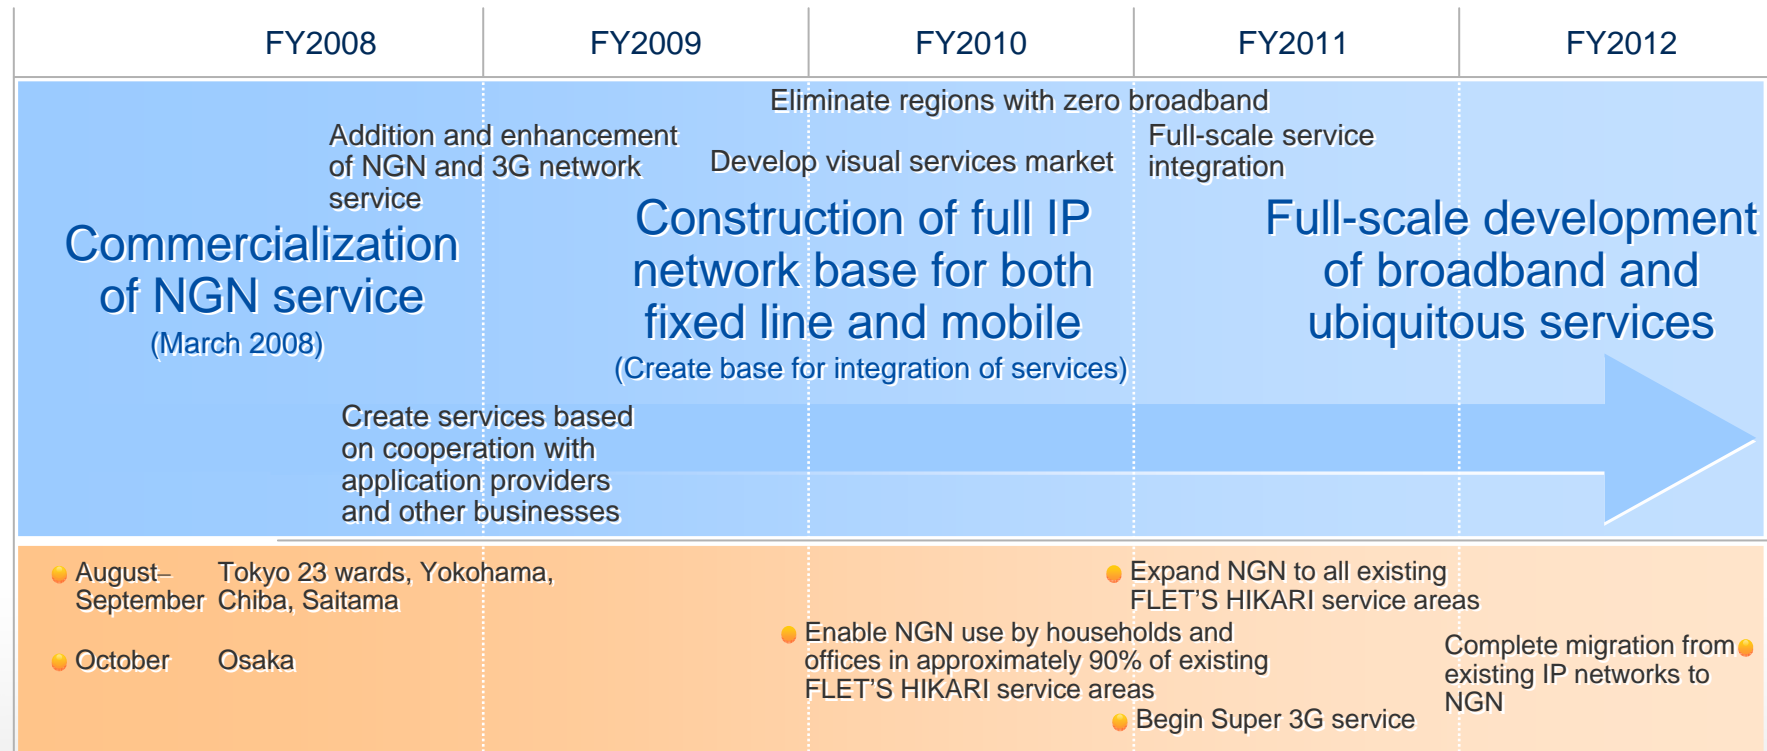 FY2008
FY2009
FY2010
FY2011
FY2012
Eliminate regions with zero broadband
Addition and enhancement
of NGN and 3G network
service
Develop visual services market
Full-scale service
integration
Commercialization
of NGN service
(March 2008)
Construction of full IP
network base for both
fixed line and mobile
(Create base for integration of services)
Full-scale development
of broadband and
ubiquitous services
Create services based
on cooperation with
application providers
and other businesses
August–
September
Tokyo 23 wards, Yokohama,
Chiba, Saitama
October
Osaka
Enable NGN use by households and
offices in approximately 90% of existing
FLET'S HIKARI service areas
Expand NGN to all existing
FLET'S HIKARI service areas
Begin Super 3G service
Complete migration from
existing IP networks to
NGN